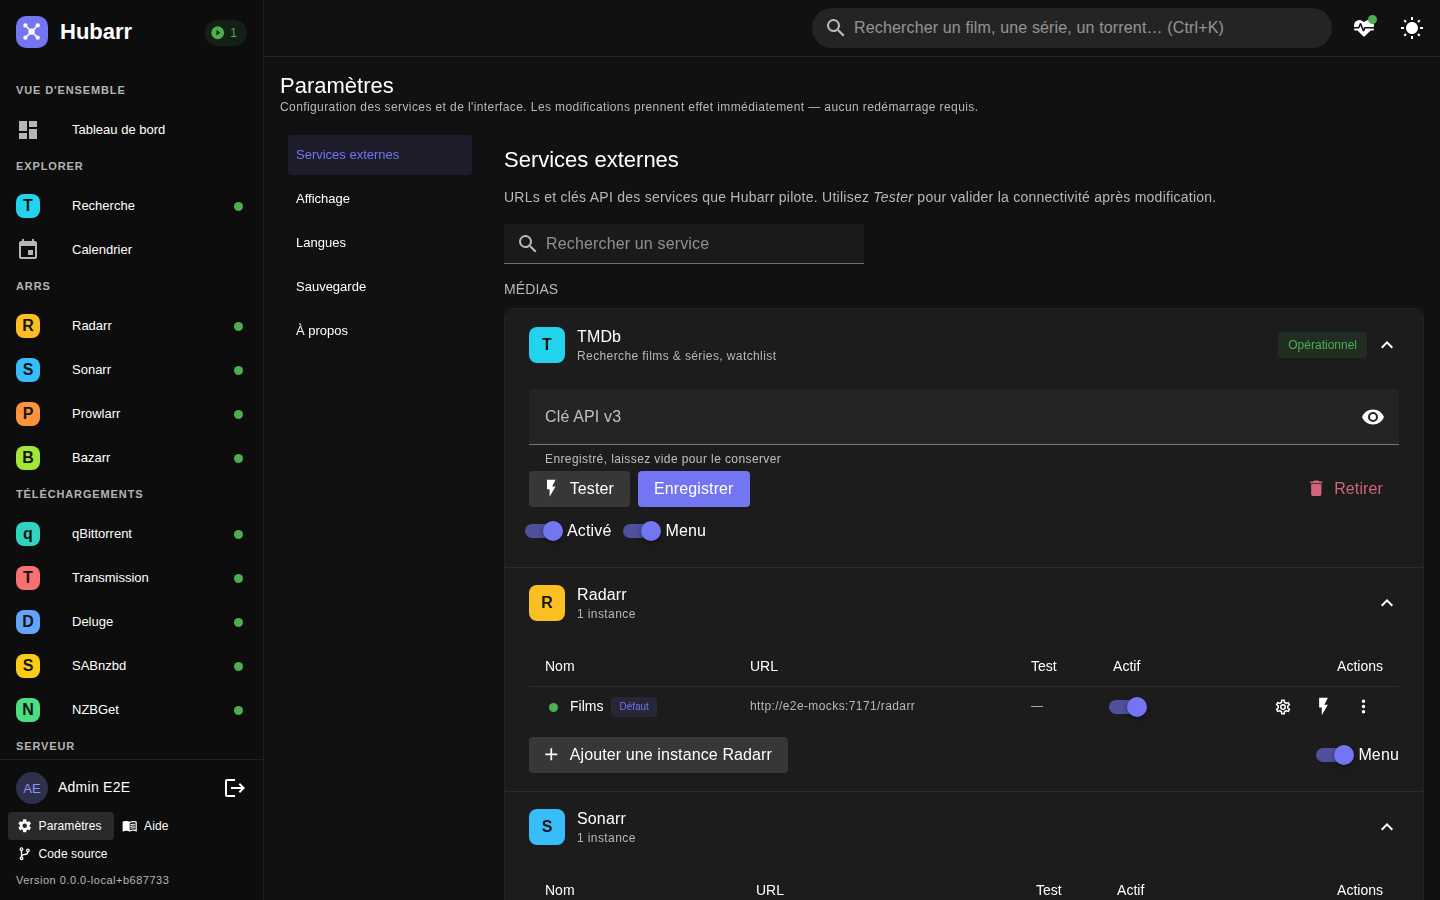 Hubarr
1
Rechercher un film, une série, un torrent… (Ctrl+K)
VUE D'ENSEMBLE
Tableau de bord
EXPLORER
T Recherche
Calendrier
ARRS
R Radarr
S Sonarr
P Prowlarr
B Bazarr
TÉLÉCHARGEMENTS
q qBittorrent
T Transmission
D Deluge
S SABnzbd
N NZBGet
SERVEUR
AE Admin E2E
Paramètres Aide
Code source
Version 0.0.0-local+b687733
Paramètres
Configuration des services et de l'interface. Les modifications prennent effet immédiatement — aucun redémarrage requis.
Services externes
Affichage
Langues
Sauvegarde
À propos
Services externes
URLs et clés API des services que Hubarr pilote. Utilisez Tester pour valider la connectivité après modification.
Rechercher un service
MÉDIAS
T TMDb
Recherche films & séries, watchlist
Opérationnel
Clé API v3
Enregistré, laissez vide pour le conserver
Tester Enregistrer Retirer
Activé Menu
R Radarr
1 instance
Nom URL Test Actif Actions
Films Défaut http://e2e-mocks:7171/radarr —
Ajouter une instance Radarr Menu
S Sonarr
1 instance
Nom URL Test Actif Actions